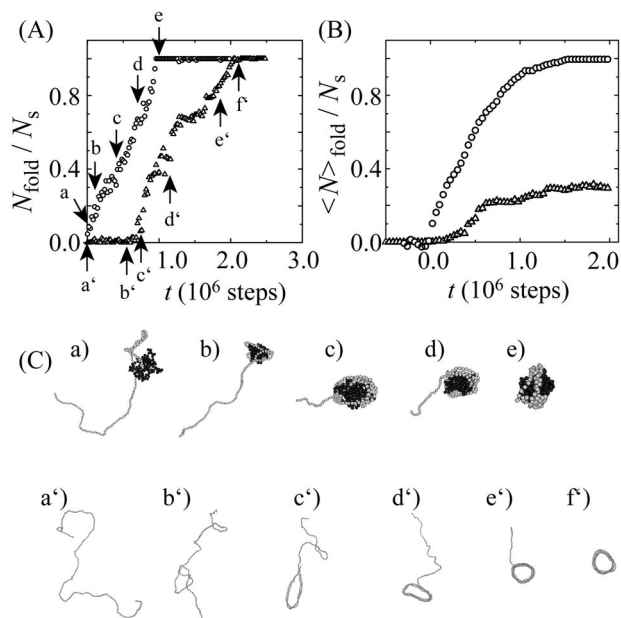 (A)
N_fold / N_s
0.8
0.4
0.0
a
b
c
d
e
a‘
b‘
c‘
d‘
e‘
f‘
1.0 2.0 3.0
t (10^6 steps)
(B)
<N>_fold / N_s
0.8
0.4
0.0
0.0 1.0 2.0
t (10^6 steps)
(C)
a) b) c) d) e)
a‘) b‘) c‘) d‘) e‘) f‘)